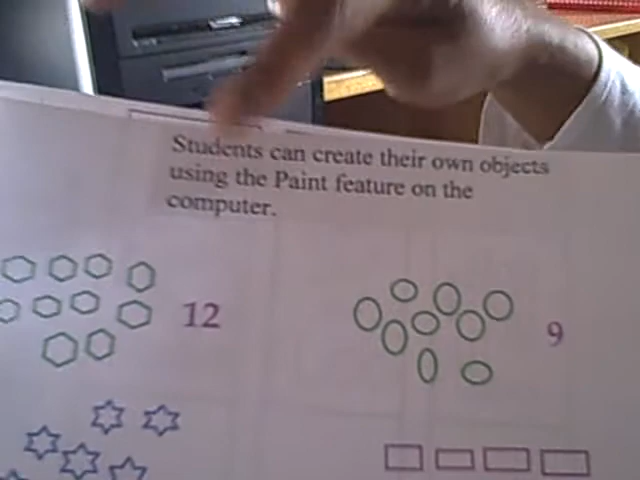 Students can create their own objects
using the Paint feature on the
computer.
12
9